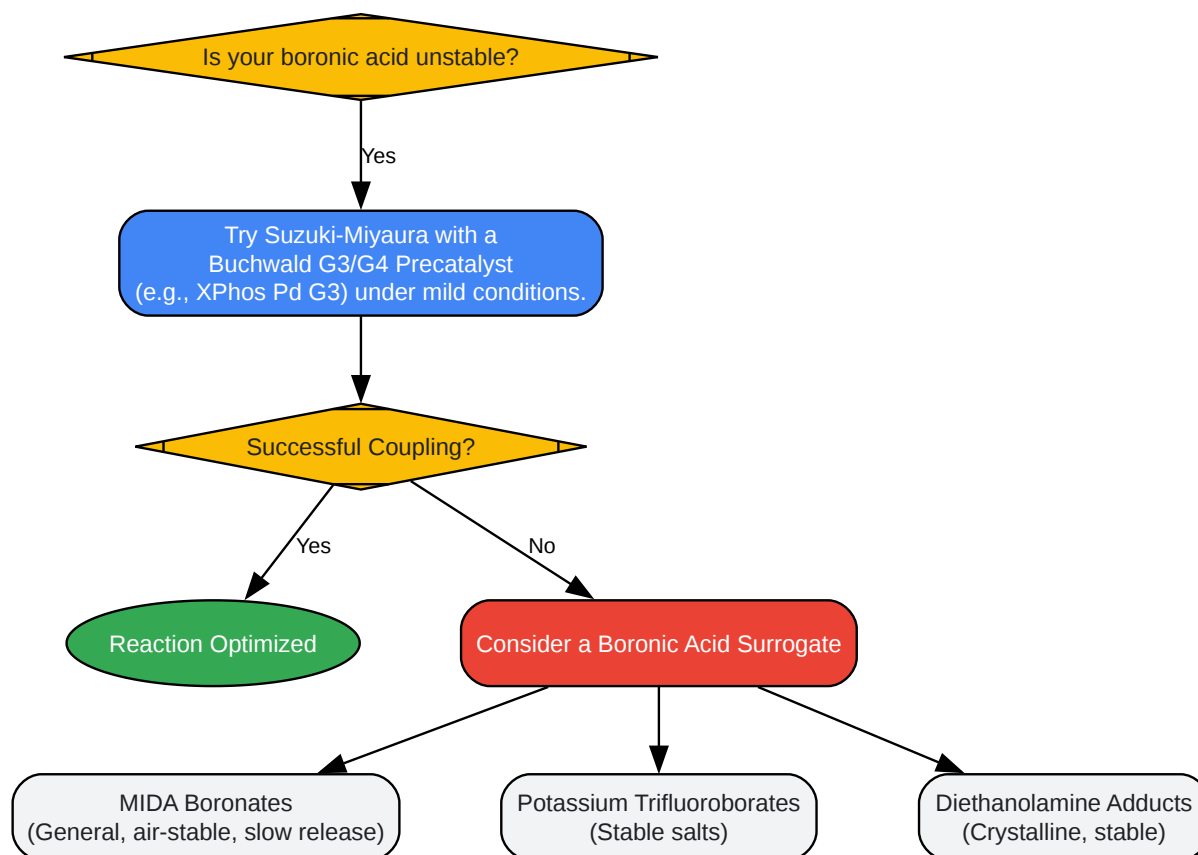 Is your boronic acid unstable?
Yes
Try Suzuki-Miyaura with a
Buchwald G3/G4 Precatalyst
(e.g., XPhos Pd G3) under mild conditions.
Successful Coupling?
Yes
No
Reaction Optimized
Consider a Boronic Acid Surrogate
MIDA Boronates
(General, air-stable, slow release)
Potassium Trifluoroborates
(Stable salts)
Diethanolamine Adducts
(Crystalline, stable)